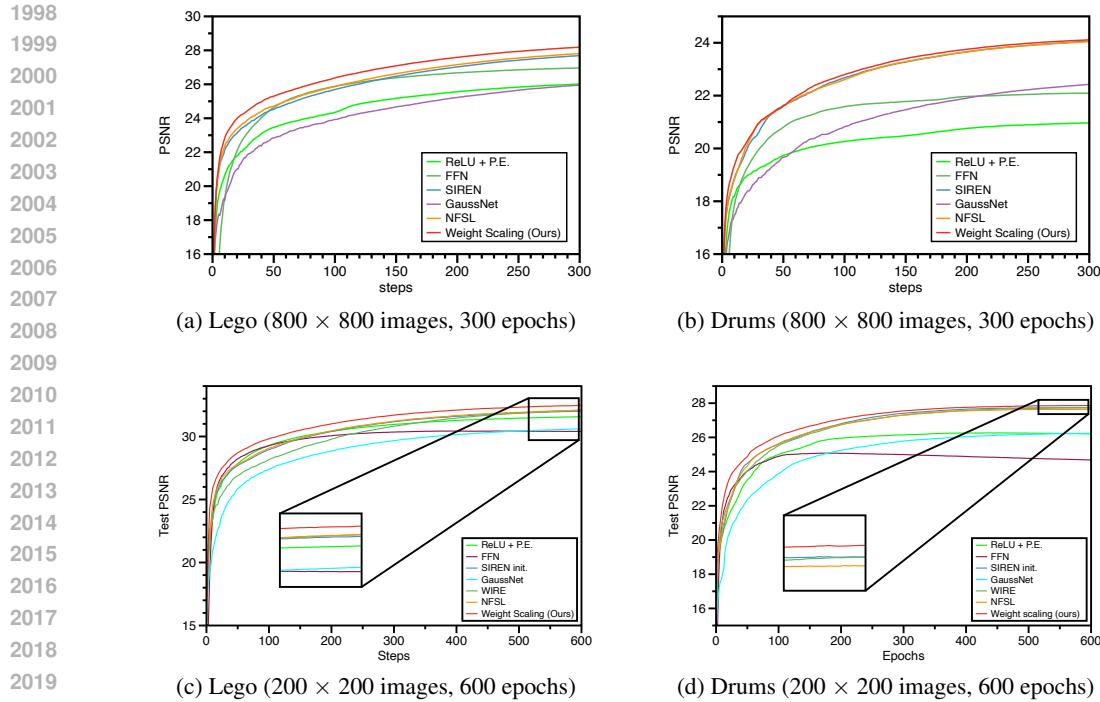 1998
1999
2000
2001
2002
2003
2004
2005
2006
2007
2008
2009
2010
2011
2012
2013
2014
2015
2016
2017
2018
2019
30
28
26
24
22
20
18
16
PSNR
0
50
100
150
200
250
300
steps
ReLU + P.E.
FFN
SIREN
GaussNet
NFSL
Weight Scaling (Ours)
(a) Lego (800 × 800 images, 300 epochs)
24
22
20
18
16
PSNR
0
50
100
150
200
250
300
steps
ReLU + P.E.
FFN
SIREN
GaussNet
NFSL
Weight Scaling (Ours)
(b) Drums (800 × 800 images, 300 epochs)
30
25
20
15
Test PSNR
0
100
200
300
400
500
600
Steps
ReLU + P.E.
FFN
SIREN init.
GaussNet
WIRE
NFSL
Weight Scaling (Ours)
(c) Lego (200 × 200 images, 600 epochs)
28
26
24
22
20
18
16
Test PSNR
0
100
200
300
400
500
600
Epochs
ReLU + P.E.
FFN
SIREN init.
GaussNet
WIRE
NFSL
Weight scaling (ours)
(d) Drums (200 × 200 images, 600 epochs)